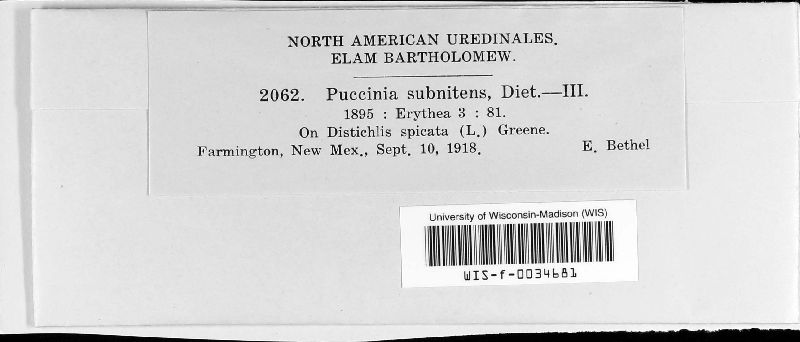 NORTH AMERICAN UREDINALES.
ELAM BARTHOLOMEW.
2062. Puccinia subnitens, Diet.—III.
1895 : Erythea 3 : 81.
On Distichlis spicata (L.) Greene.
Farmington, New Mex., Sept. 10, 1918. E. Bethel
University of Wisconsin-Madison (WIS)
WIS-f-0034681